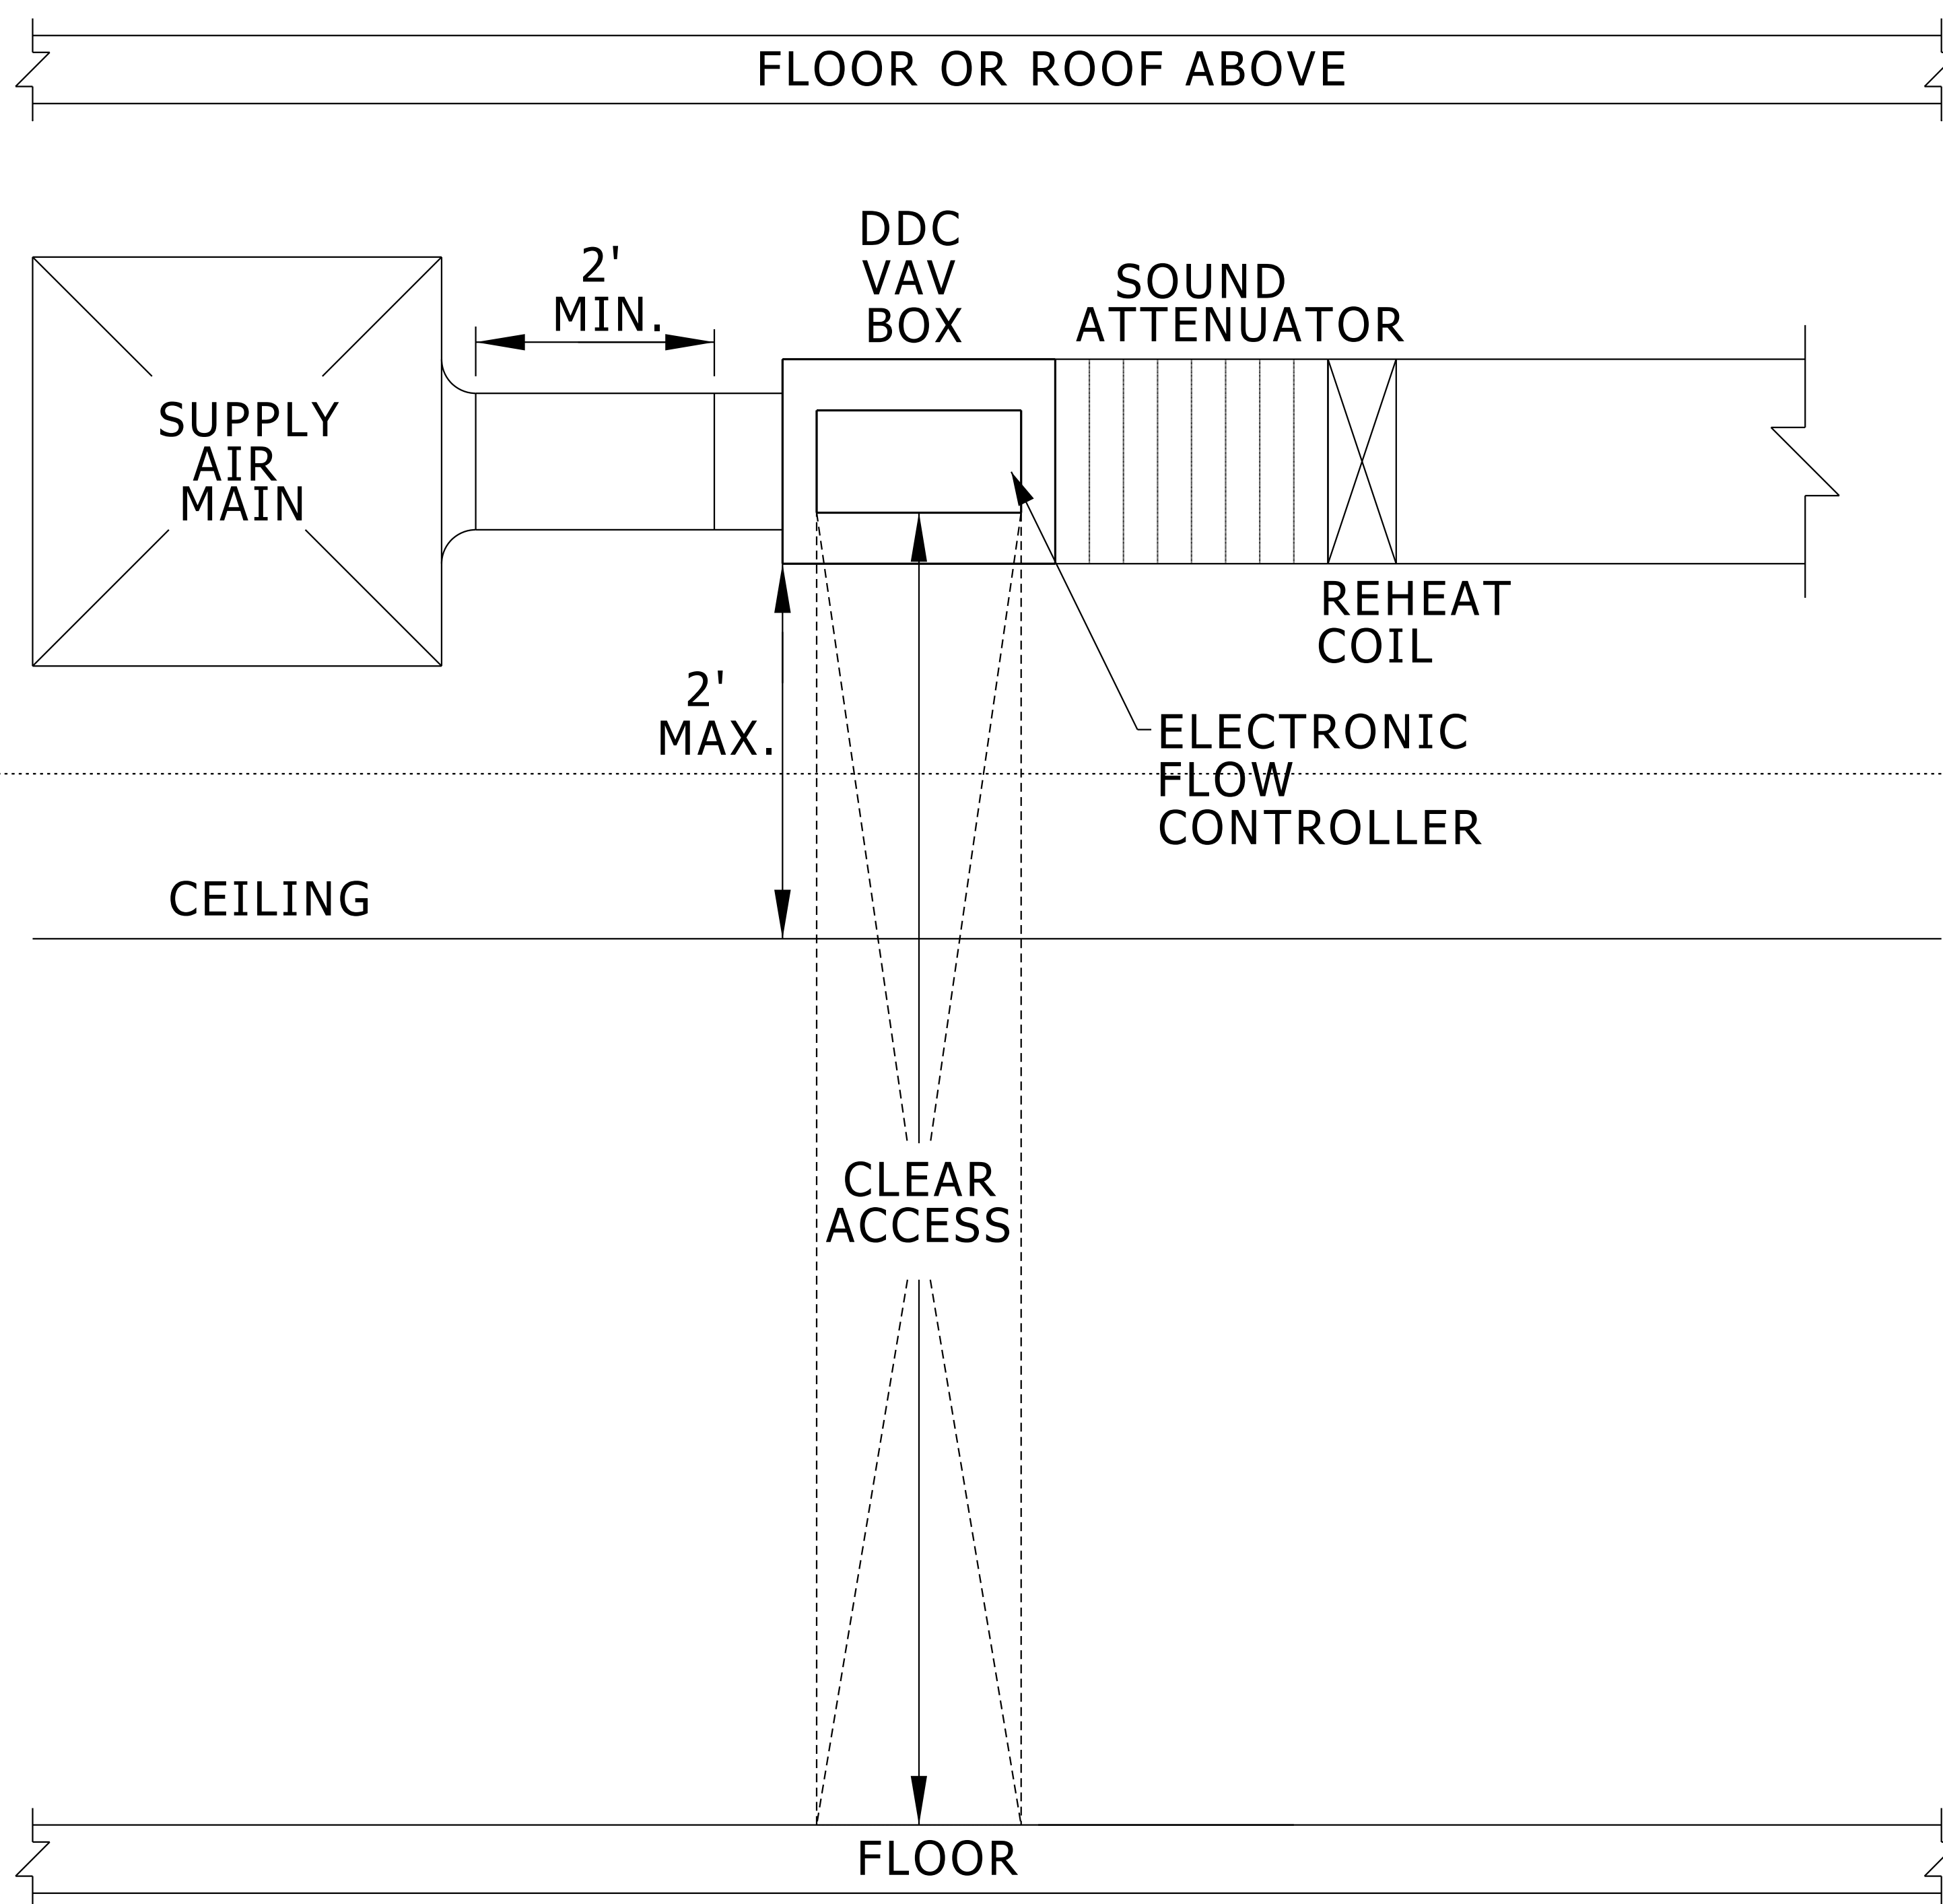 FLOOR OR ROOF ABOVE
DDC
VAV
BOX
2'
MIN.
SOUND
ATTENUATOR
SUPPLY
AIR
MAIN
REHEAT
COIL
2'
MAX.
ELECTRONIC
FLOW
CONTROLLER
CEILING
CLEAR
ACCESS
FLOOR